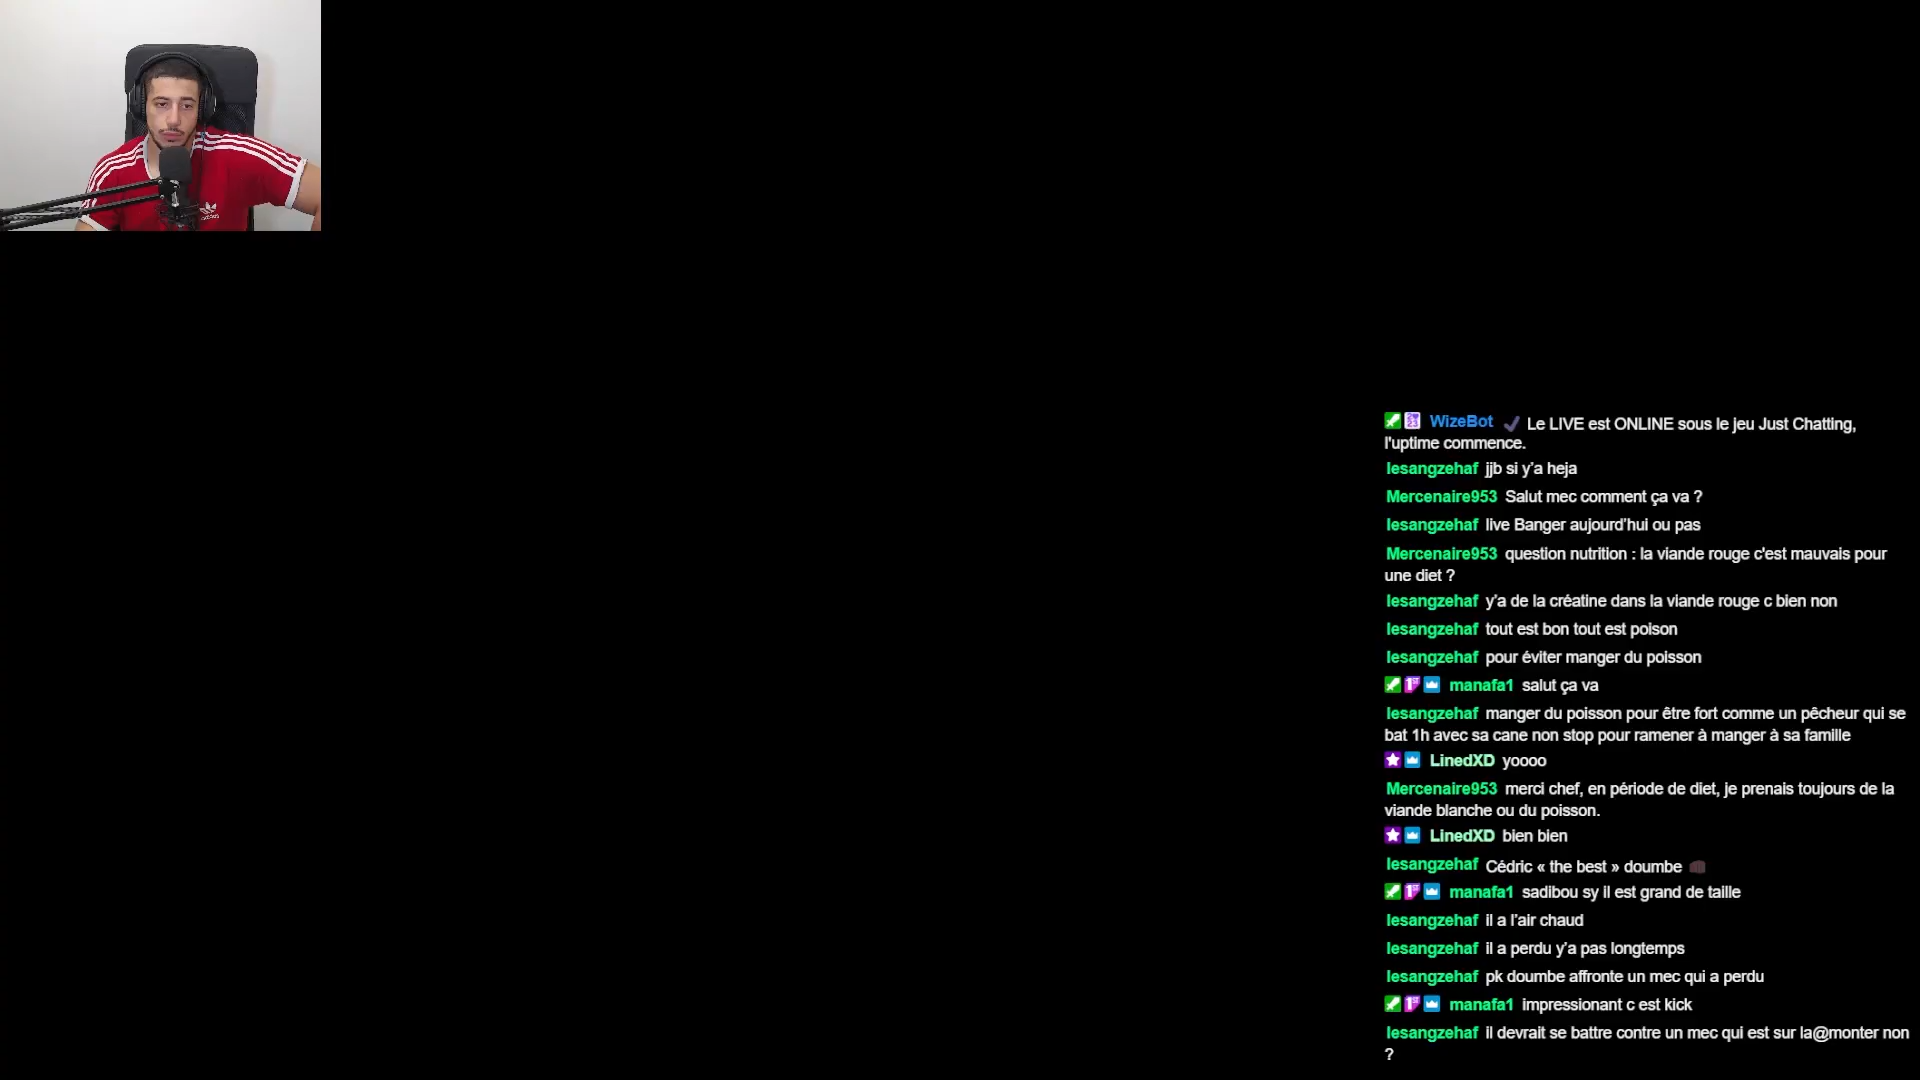 WizeBot Le LIVE est ONLINE sous le jeu Just Chatting,
l'uptime commence.
lesangzehaf jjb si y'a heja
Mercenaire953 Salut mec comment ça va ?
lesangzehaf live Banger aujourd'hui ou pas
Mercenaire953 question nutrition : la viande rouge c'est mauvais pour
une diet ?
lesangzehaf y'a de la créatine dans la viande rouge c bien non
lesangzehaf tout est bon tout est poison
lesangzehaf pour éviter manger du poisson
manafa1 salut ça va
lesangzehaf manger du poisson pour être fort comme un pêcheur qui se
bat 1h avec sa cane non stop pour ramener à manger à sa famille
LinedXD yoooo
Mercenaire953 merci chef, en période de diet, je prenais toujours de la
viande blanche ou du poisson.
LinedXD bien bien
lesangzehaf Cédric « the best » doumbe
manafa1 sadibou sy il est grand de taille
lesangzehaf il a l'air chaud
lesangzehaf il a perdu y'a pas longtemps
lesangzehaf pk doumbe affronte un mec qui a perdu
manafa1 impressionant c est kick
lesangzehaf il devrait se battre contre un mec qui est sur la@monter non
?